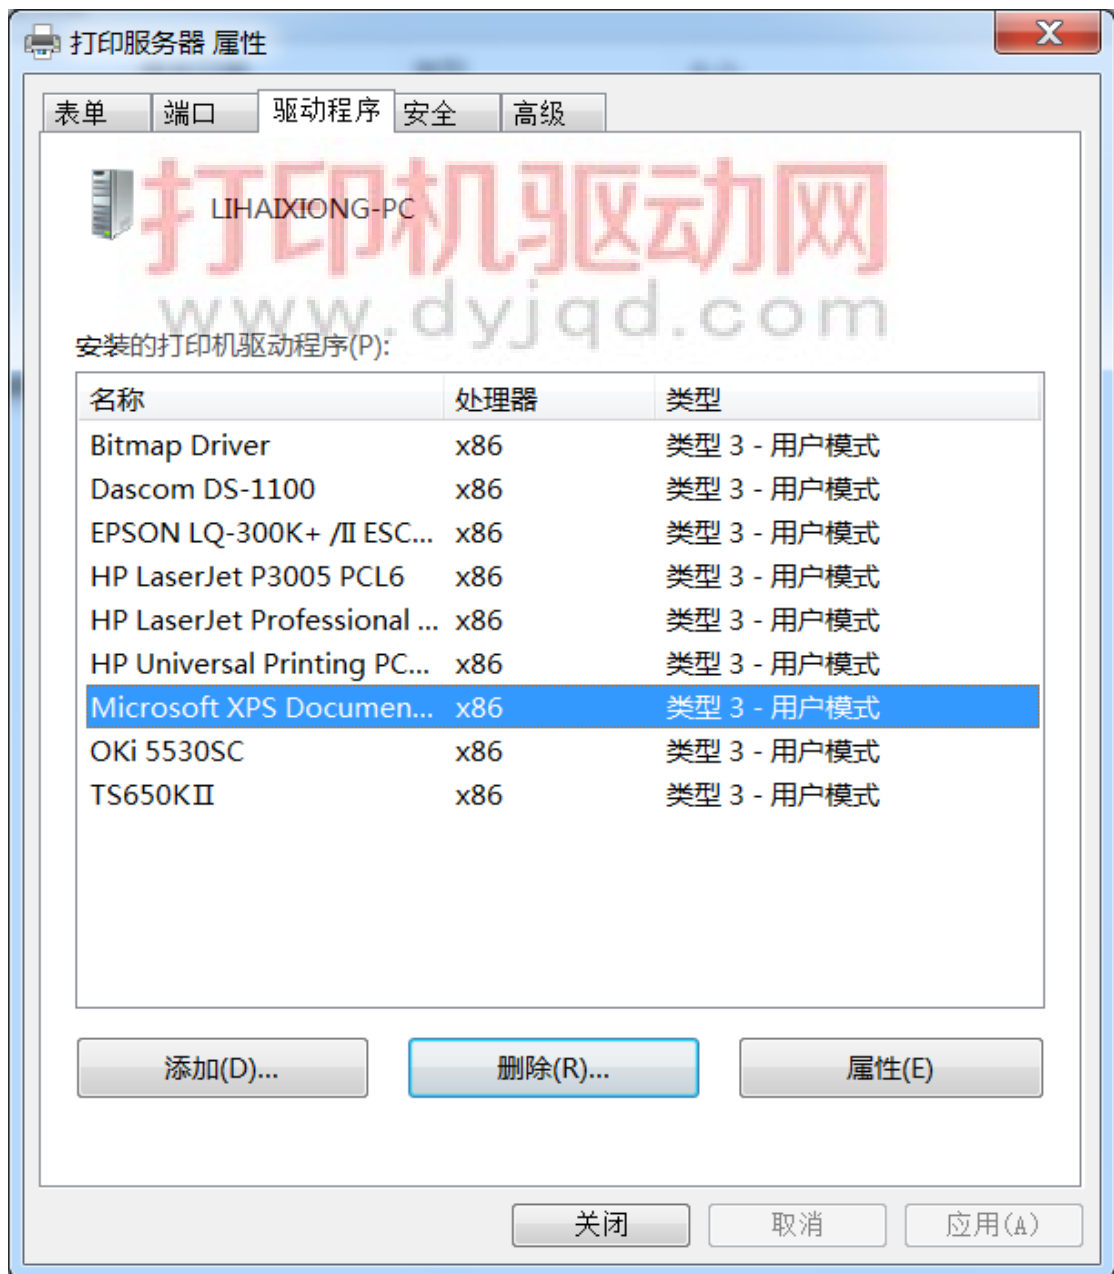 打印服务器 属性
表单 端口 驱动程序 安全 高级
打印机驱动网
LIHAIXIONG-PC
www.dyjqd.com
安装的打印机驱动程序(P):
名称 处理器 类型
Bitmap Driver x86 类型 3 - 用户模式
Dascom DS-1100 x86 类型 3 - 用户模式
EPSON LQ-300K+ /II ESC... x86 类型 3 - 用户模式
HP LaserJet P3005 PCL6 x86 类型 3 - 用户模式
HP LaserJet Professional ... x86 类型 3 - 用户模式
HP Universal Printing PC... x86 类型 3 - 用户模式
Microsoft XPS Documen... x86 类型 3 - 用户模式
OKi 5530SC x86 类型 3 - 用户模式
TS650KⅡ x86 类型 3 - 用户模式
添加(D)... 删除(R)... 属性(E)
关闭 取消 应用(A)